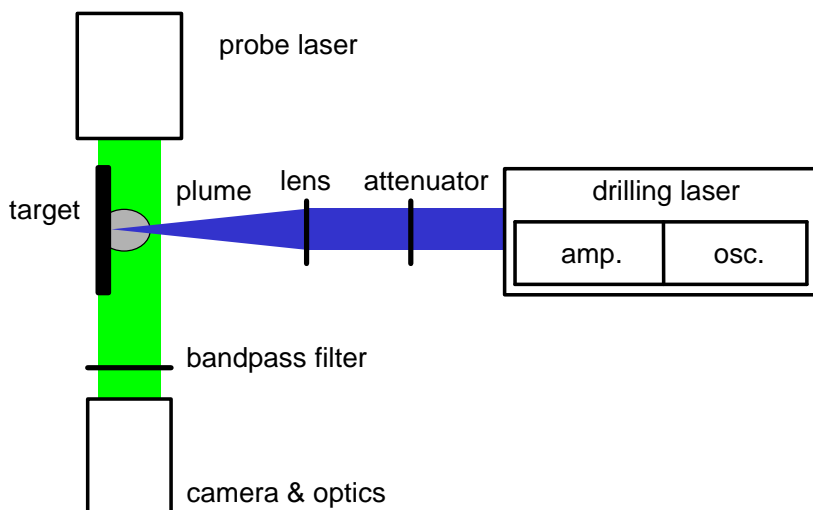 probe laser
plume
lens
attenuator
drilling laser
target
amp.
osc.
bandpass filter
camera & optics